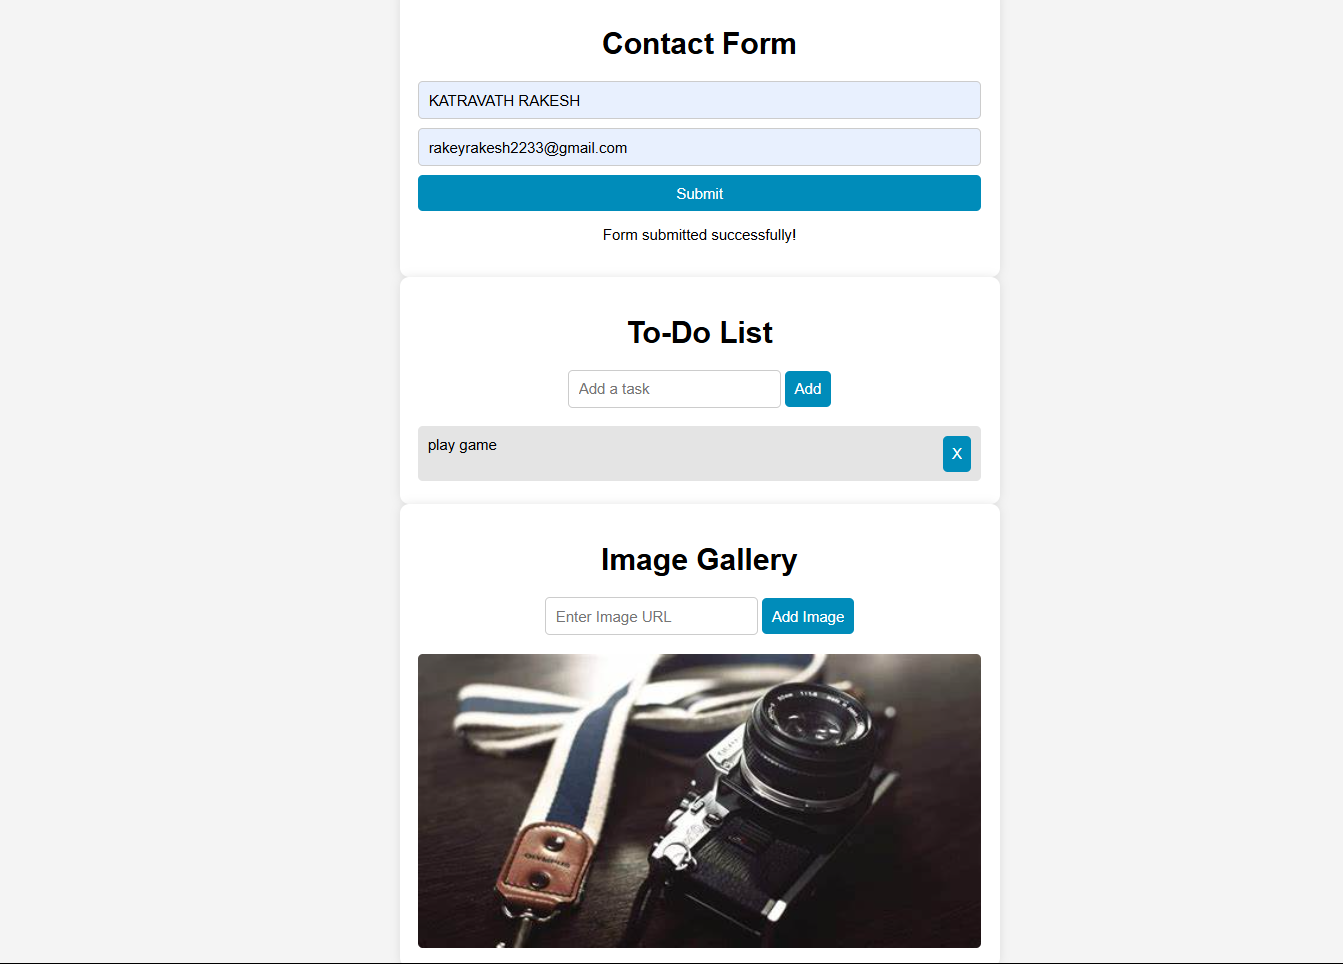 Contact Form
KATRAVATH RAKESH
rakeyrakesh2233@gmail.com
Submit
Form submitted successfully!
To-Do List
Add a task Add
play game X
Image Gallery
Enter Image URL Add Image
OLYMPUS